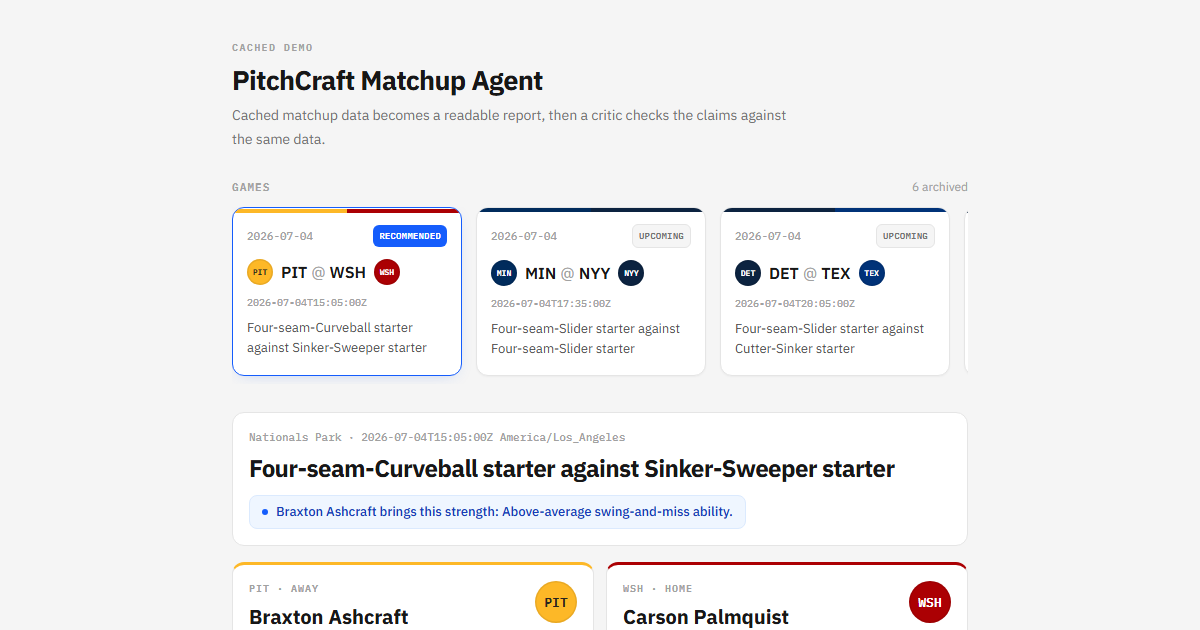 CACHED DEMO
PitchCraft Matchup Agent
Cached matchup data becomes a readable report, then a critic checks the claims against
the same data.
GAMES
6 archived
2026-07-04
RECOMMENDED
PIT
PIT @ WSH
WSH
2026-07-04T15:05:00Z
Four-seam-Curveball starter
against Sinker-Sweeper starter
2026-07-04
UPCOMING
MIN
MIN @ NYY
NYY
2026-07-04T17:35:00Z
Four-seam-Slider starter against
Four-seam-Slider starter
2026-07-04
UPCOMING
DET
DET @ TEX
TEX
2026-07-04T20:05:00Z
Four-seam-Slider starter against
Cutter-Sinker starter
Nationals Park · 2026-07-04T15:05:00Z America/Los_Angeles
Four-seam-Curveball starter against Sinker-Sweeper starter
Braxton Ashcraft brings this strength: Above-average swing-and-miss ability.
PIT · AWAY
Braxton Ashcraft
PIT
WSH · HOME
Carson Palmquist
WSH